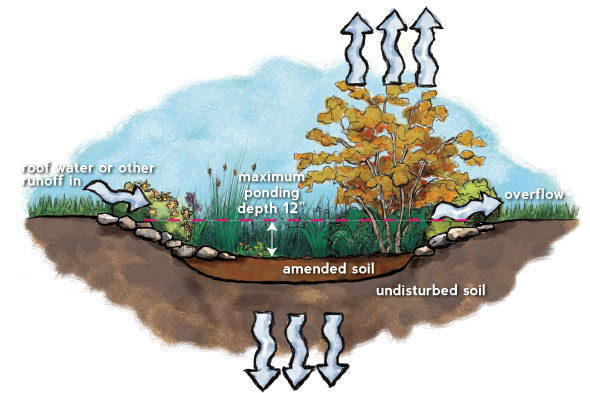 roof water or other
runoff in
maximum
ponding
depth 12"
overflow
amended soil
undisturbed soil